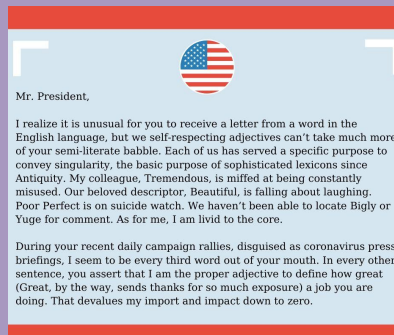 Mr. President,
I realize it is unusual for you to receive a letter from a word in the
English language, but we self-respecting adjectives can't take much more
of your semi-literate babble. Each of us has served a specific purpose to
convey singularity, the basic purpose of sophisticated lexicons since
Antiquity. My colleague, Tremendous, is miffed at being constantly
misused. Our beloved descriptor, Beautiful, is falling about laughing.
Poor Perfect is on suicide watch. We haven't been able to locate Bigly or
Yuge for comment. As for me, I am livid to the core.
During your recent daily campaign rallies, disguised as coronavirus press
briefings, I seem to be every third word out of your mouth. In every other
sentence, you assert that I am the proper adjective to define how great
(Great, by the way, sends thanks for so much exposure) a job you are
doing. That devalues my import and impact down to zero.